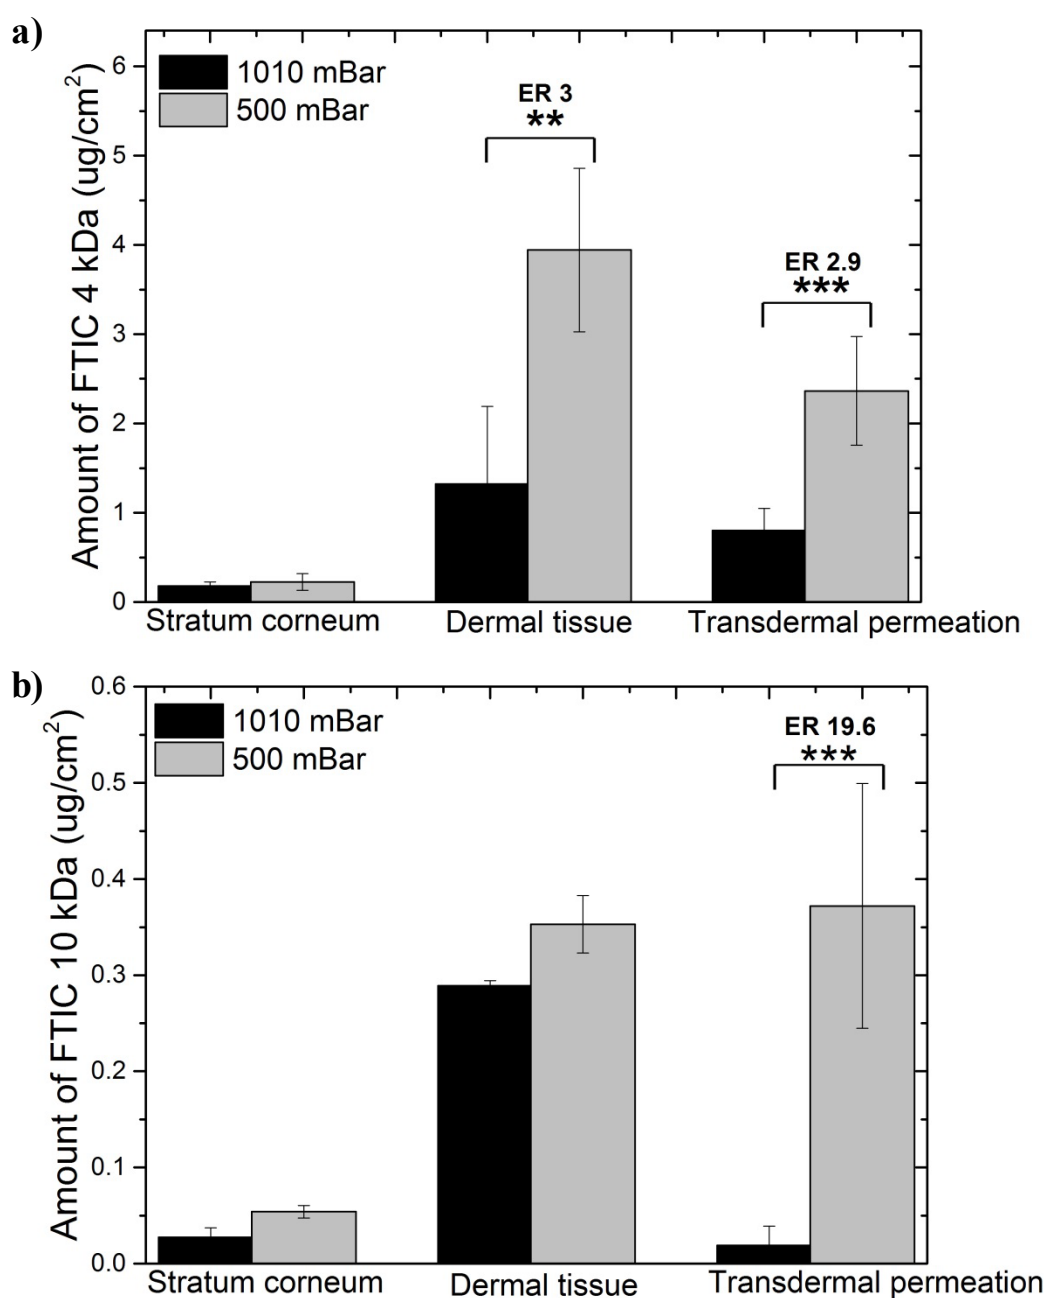 a)
1010 mBar
500 mBar
ER 3
**
ER 2.9
***
Amount of FTIC 4 kDa (ug/cm²)
6
5
4
3
2
1
0
Stratum corneum
Dermal tissue
Transdermal permeation
b)
1010 mBar
500 mBar
ER 19.6
***
Amount of FTIC 10 kDa (ug/cm²)
0.6
0.5
0.4
0.3
0.2
0.1
0.0
Stratum corneum
Dermal tissue
Transdermal permeation